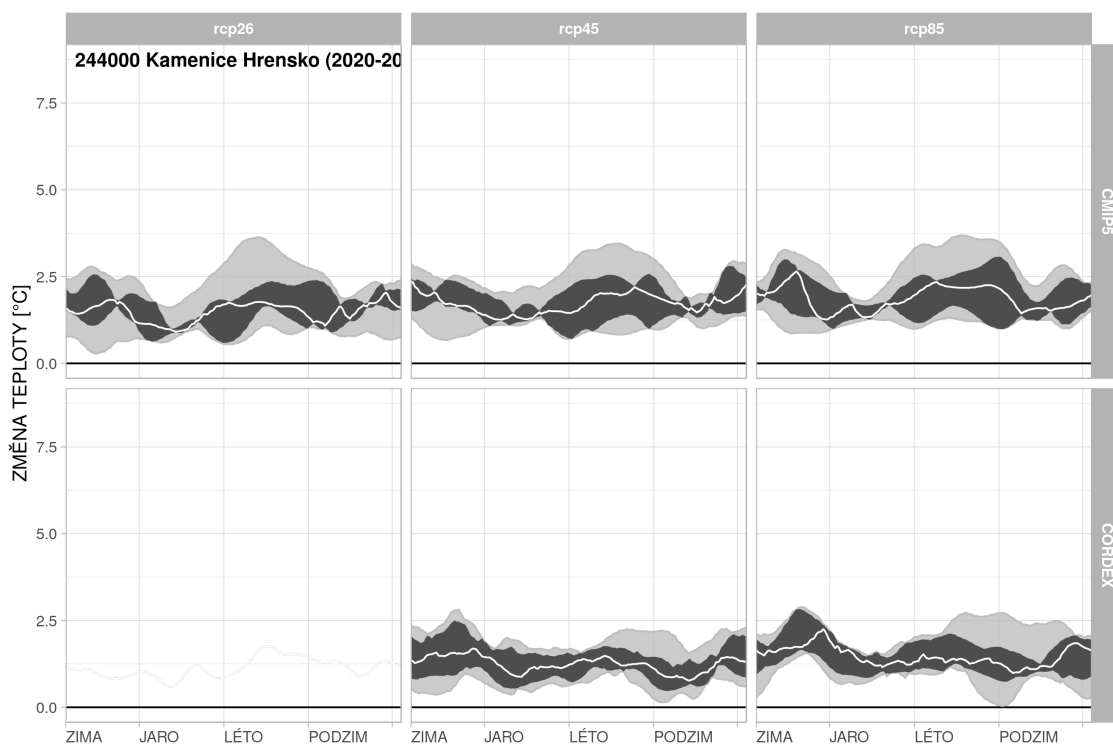 rcp26 rcp45 rcp85
244000 Kamenice Hrensko (2020-20
CMIP5
7.5
5.0
2.5
0.0
ZMĚNA TEPLOTY [°C]
CORDEX
7.5
5.0
2.5
0.0
ZIMA JARO LÉTO PODZIM ZIMA JARO LÉTO PODZIM ZIMA JARO LÉTO PODZIM